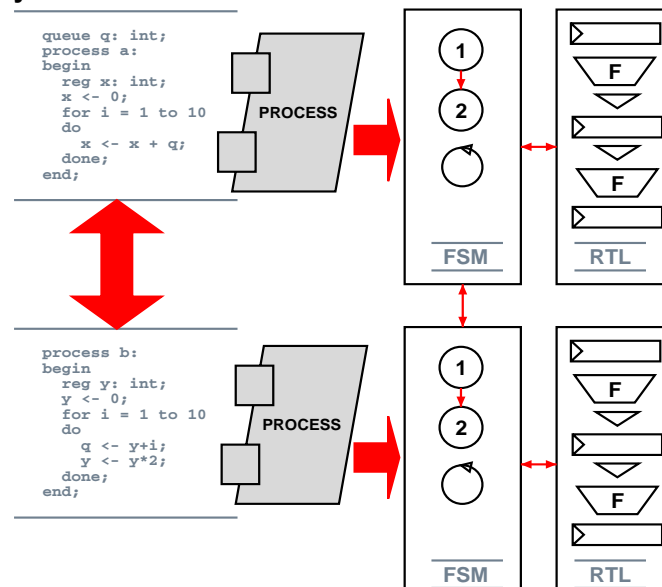 queue q: int;
process a:
begin
reg x: int;
x <- 0;
for i = 1 to 10
do
x <- x + q;
done;
end;
PROCESS
1
2
FSM
F
F
RTL
process b:
begin
reg y: int;
y <- 0;
for i = 1 to 10
do
q <- y+i;
y <- y*2;
done;
end;
PROCESS
1
2
FSM
F
F
RTL